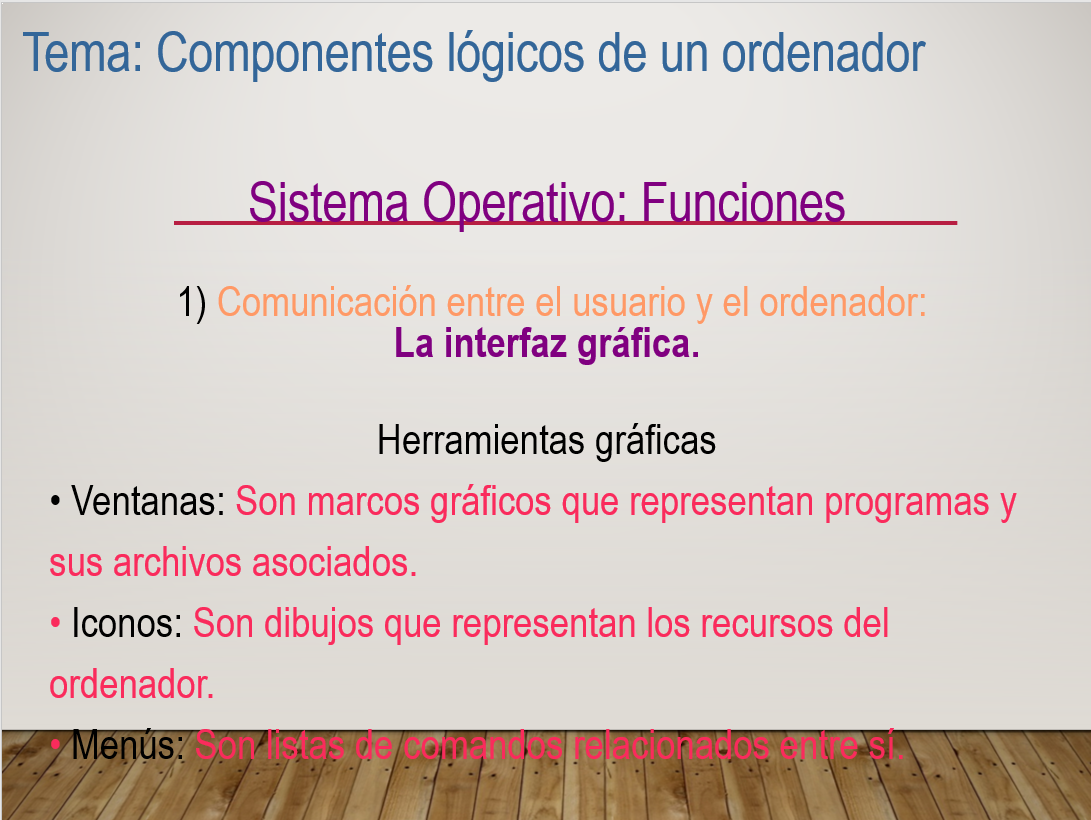 Tema: Componentes lógicos de un ordenador
Sistema Operativo: Funciones
1) Comunicación entre el usuario y el ordenador:
La interfaz gráfica.
Herramientas gráficas
• Ventanas: Son marcos gráficos que representan programas y
sus archivos asociados.
• Iconos: Son dibujos que representan los recursos del
ordenador.
• Menús: Son listas de comandos relacionados entre sí.